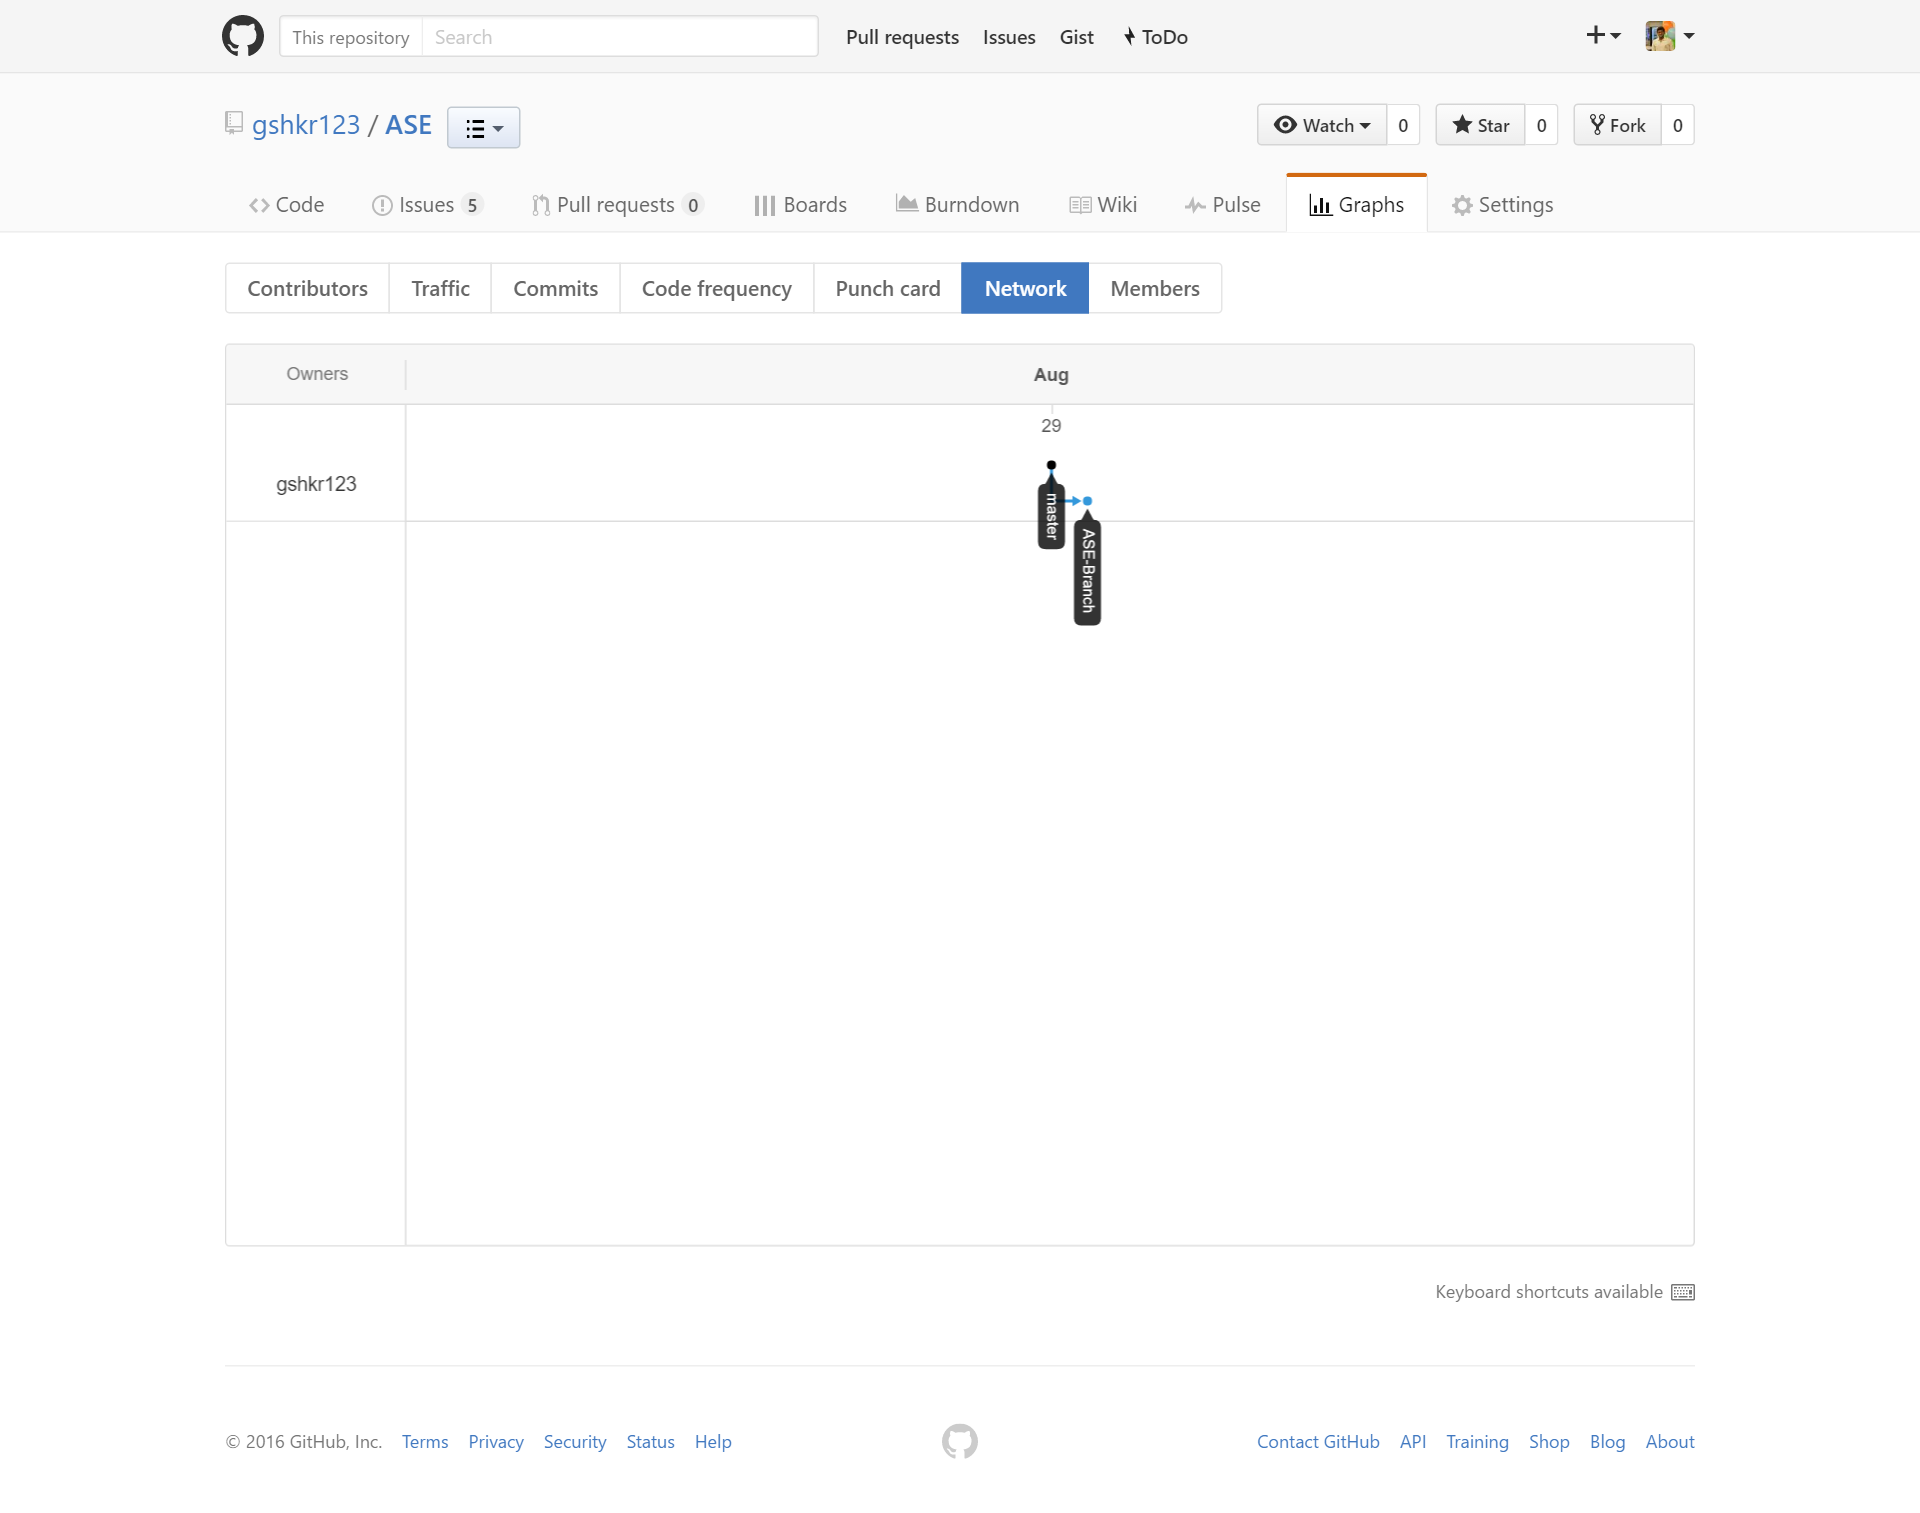 This repository Search Pull requests Issues Gist ToDo
gshkr123 / ASE Watch 0 Star 0 Fork 0
Code Issues 5 Pull requests 0 Boards Burndown Wiki Pulse Graphs Settings
Contributors Traffic Commits Code frequency Punch card Network Members
Owners Aug
29
gshkr123
master
ASE-Branch
Keyboard shortcuts available
© 2016 GitHub, Inc. Terms Privacy Security Status Help Contact GitHub API Training Shop Blog About